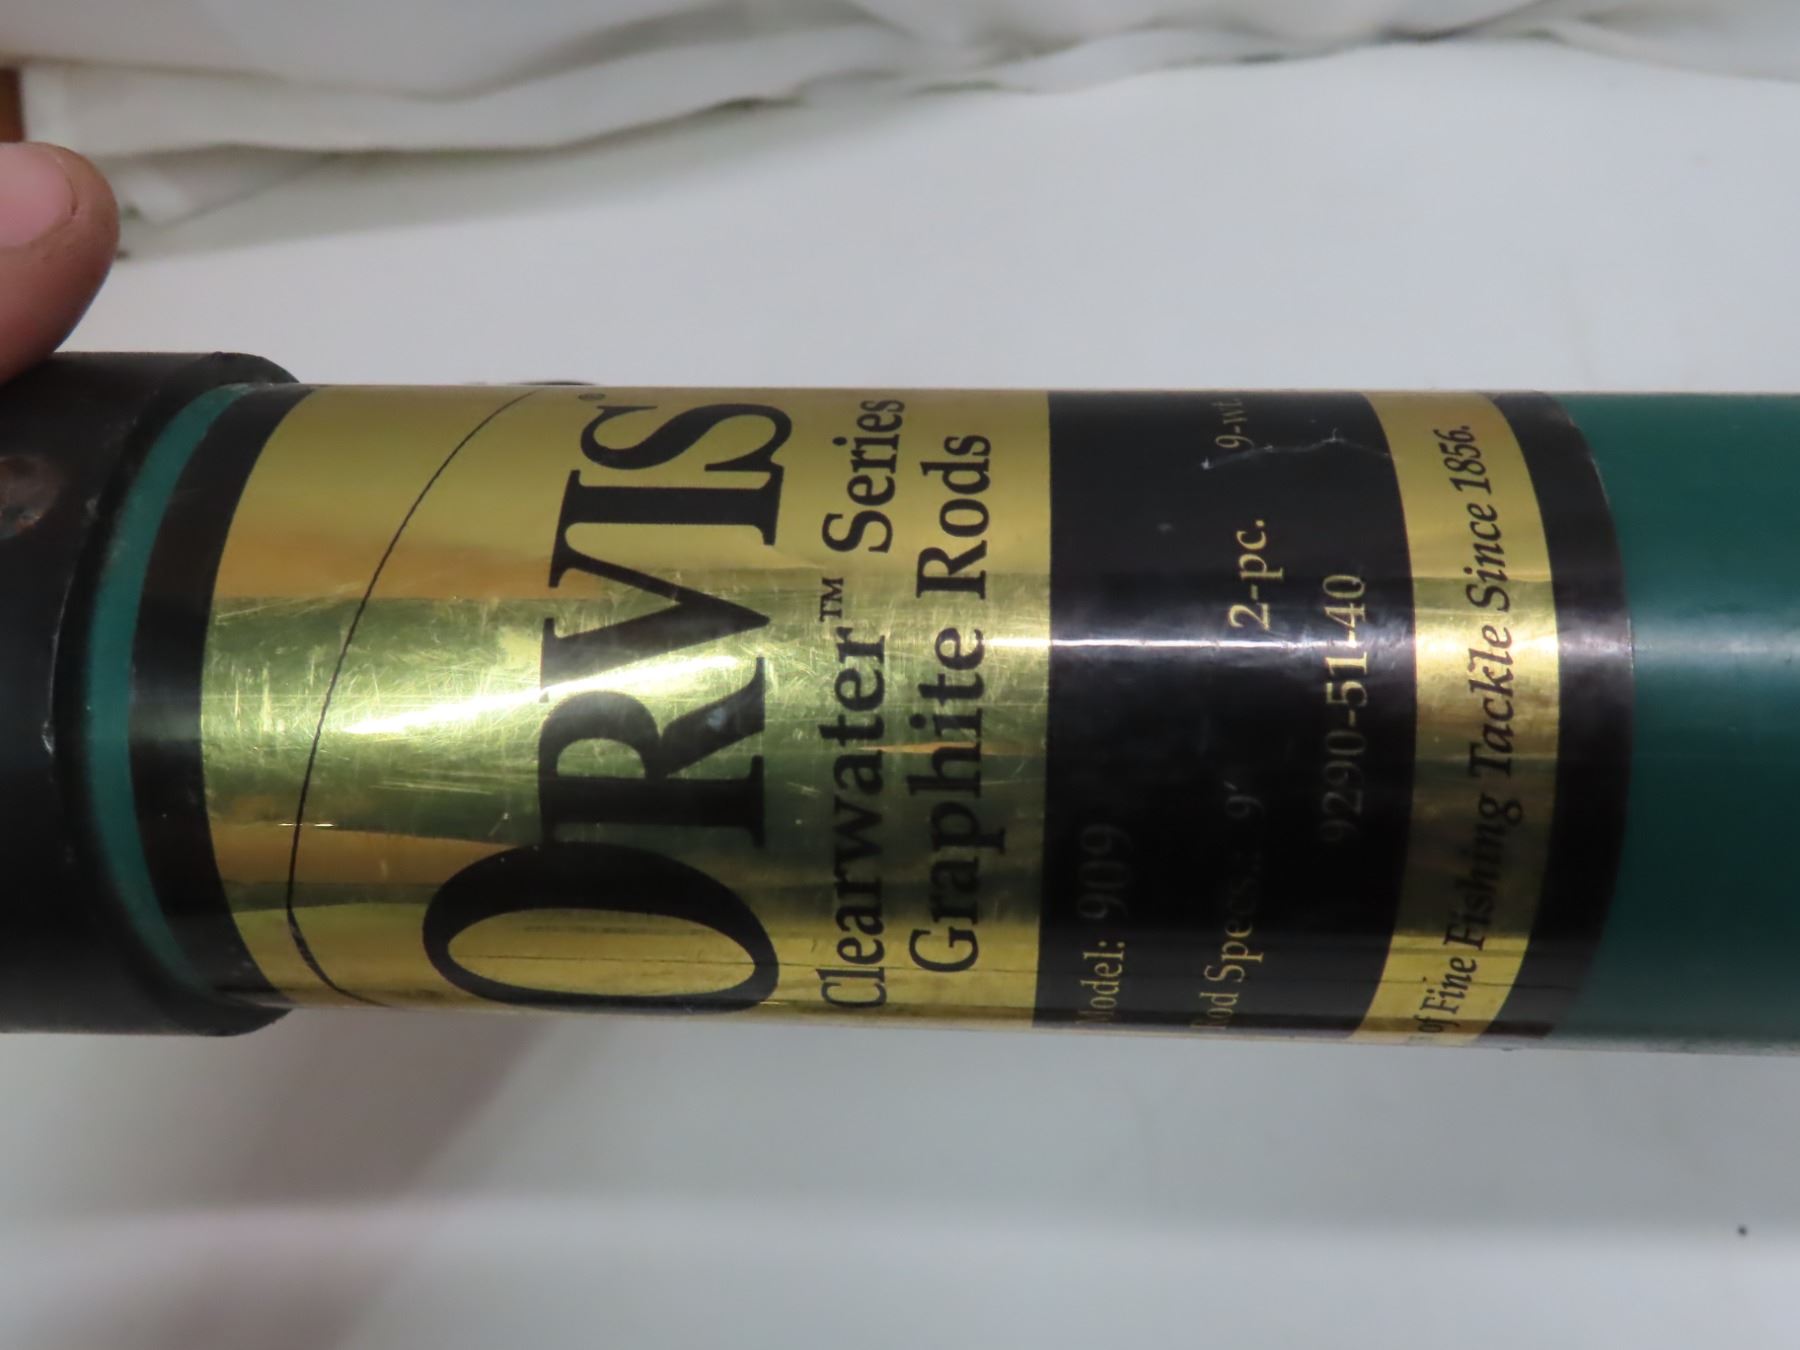 ORVIS®
Clearwater™ Series
Graphite Rods
Model: 909
Rod Specs.: 9' 2-pc. 9-wt.
9290-51-40
of Fine Fishing Tackle Since 1856.